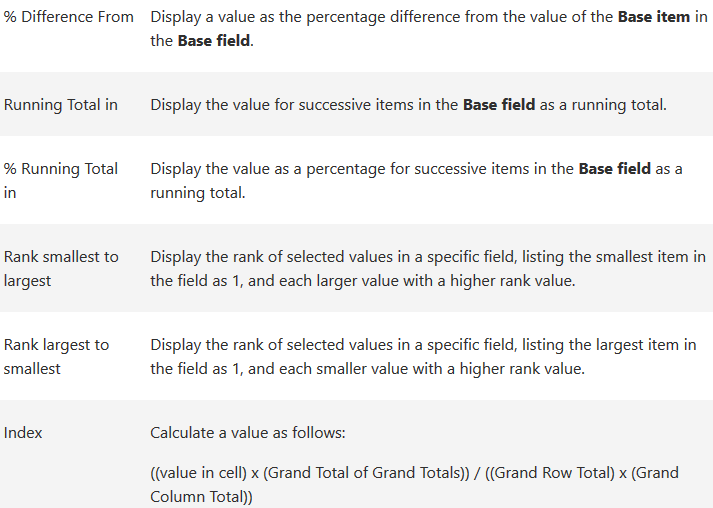 % Difference From
Display a value as the percentage difference from the value of the Base item in
the Base field.
Running Total in
Display the value for successive items in the Base field as a running total.
% Running Total
in
Display the value as a percentage for successive items in the Base field as a
running total.
Rank smallest to
largest
Display the rank of selected values in a specific field, listing the smallest item in
the field as 1, and each larger value with a higher rank value.
Rank largest to
smallest
Display the rank of selected values in a specific field, listing the largest item in
the field as 1, and each smaller value with a higher rank value.
Index
Calculate a value as follows:
((value in cell) x (Grand Total of Grand Totals)) / ((Grand Row Total) x (Grand
Column Total))